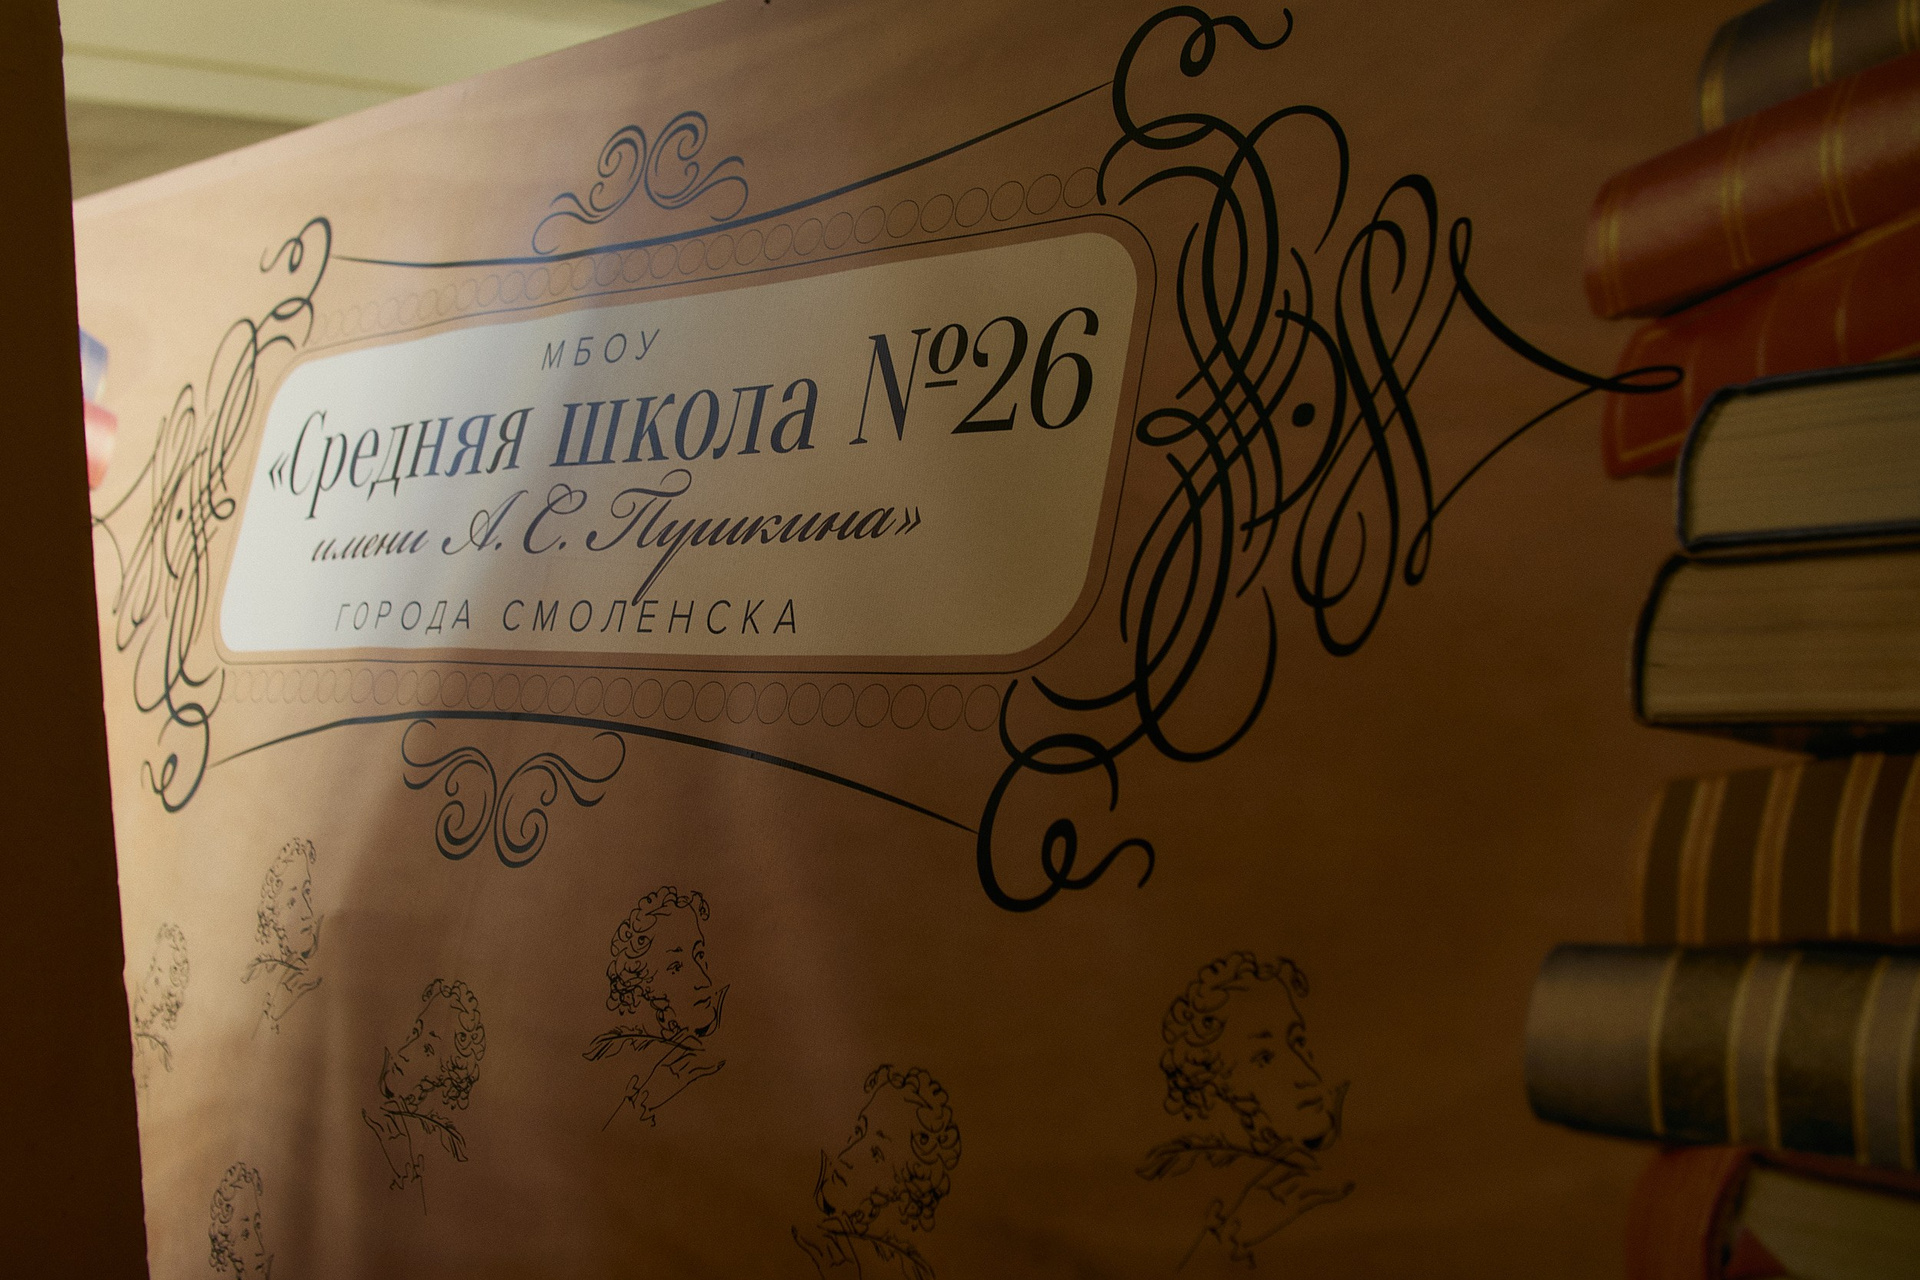 МБОУ
«Средняя школа №26
имени А. С. Пушкина»
ГОРОДА СМОЛЕНСКА